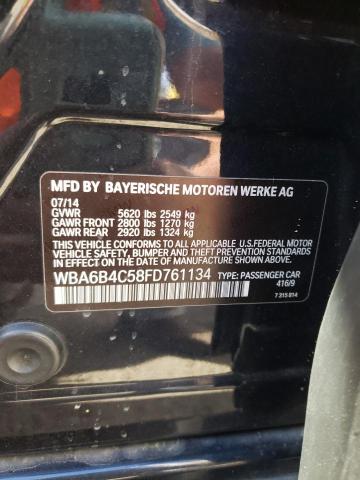 MFD BY BAYERISCHE MOTOREN WERKE AG
07/14
GVWR 5620 lbs 2549 kg
GAWR FRONT 2800 lbs 1270 kg
GAWR REAR 2920 lbs 1324 kg
THIS VEHICLE CONFORMS TO ALL APPLICABLE U.S.FEDERAL MOTOR
VEHICLE SAFETY, BUMPER, AND THEFT PREVENTION STANDARDS
IN EFFECT ON THE DATE OF MANUFACTURE SHOWN ABOVE.
WBA6B4C58FD761134 TYPE: PASSENGER CAR
416/9
7 315 814